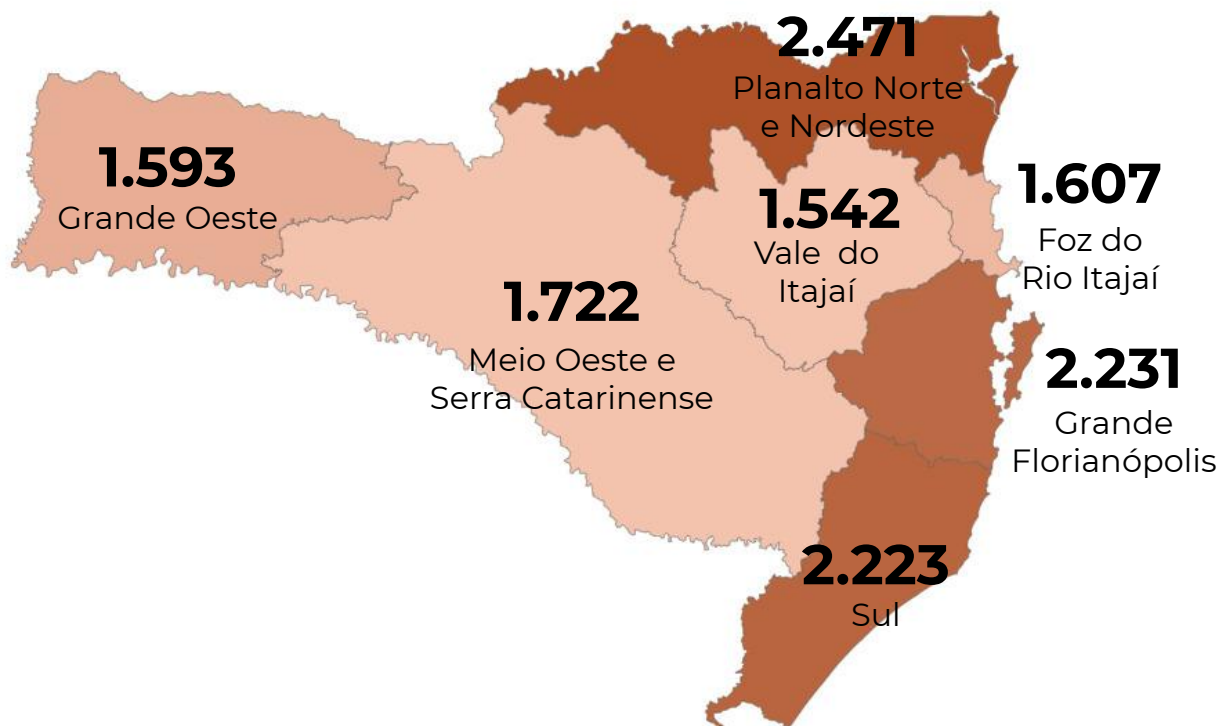 2.471
Planalto Norte
e Nordeste
1.593
Grande Oeste
1.542
Vale do
Itajaí
1.607
Foz do
Rio Itajaí
1.722
Meio Oeste e
Serra Catarinense
2.231
Grande
Florianópolis
2.223
Sul